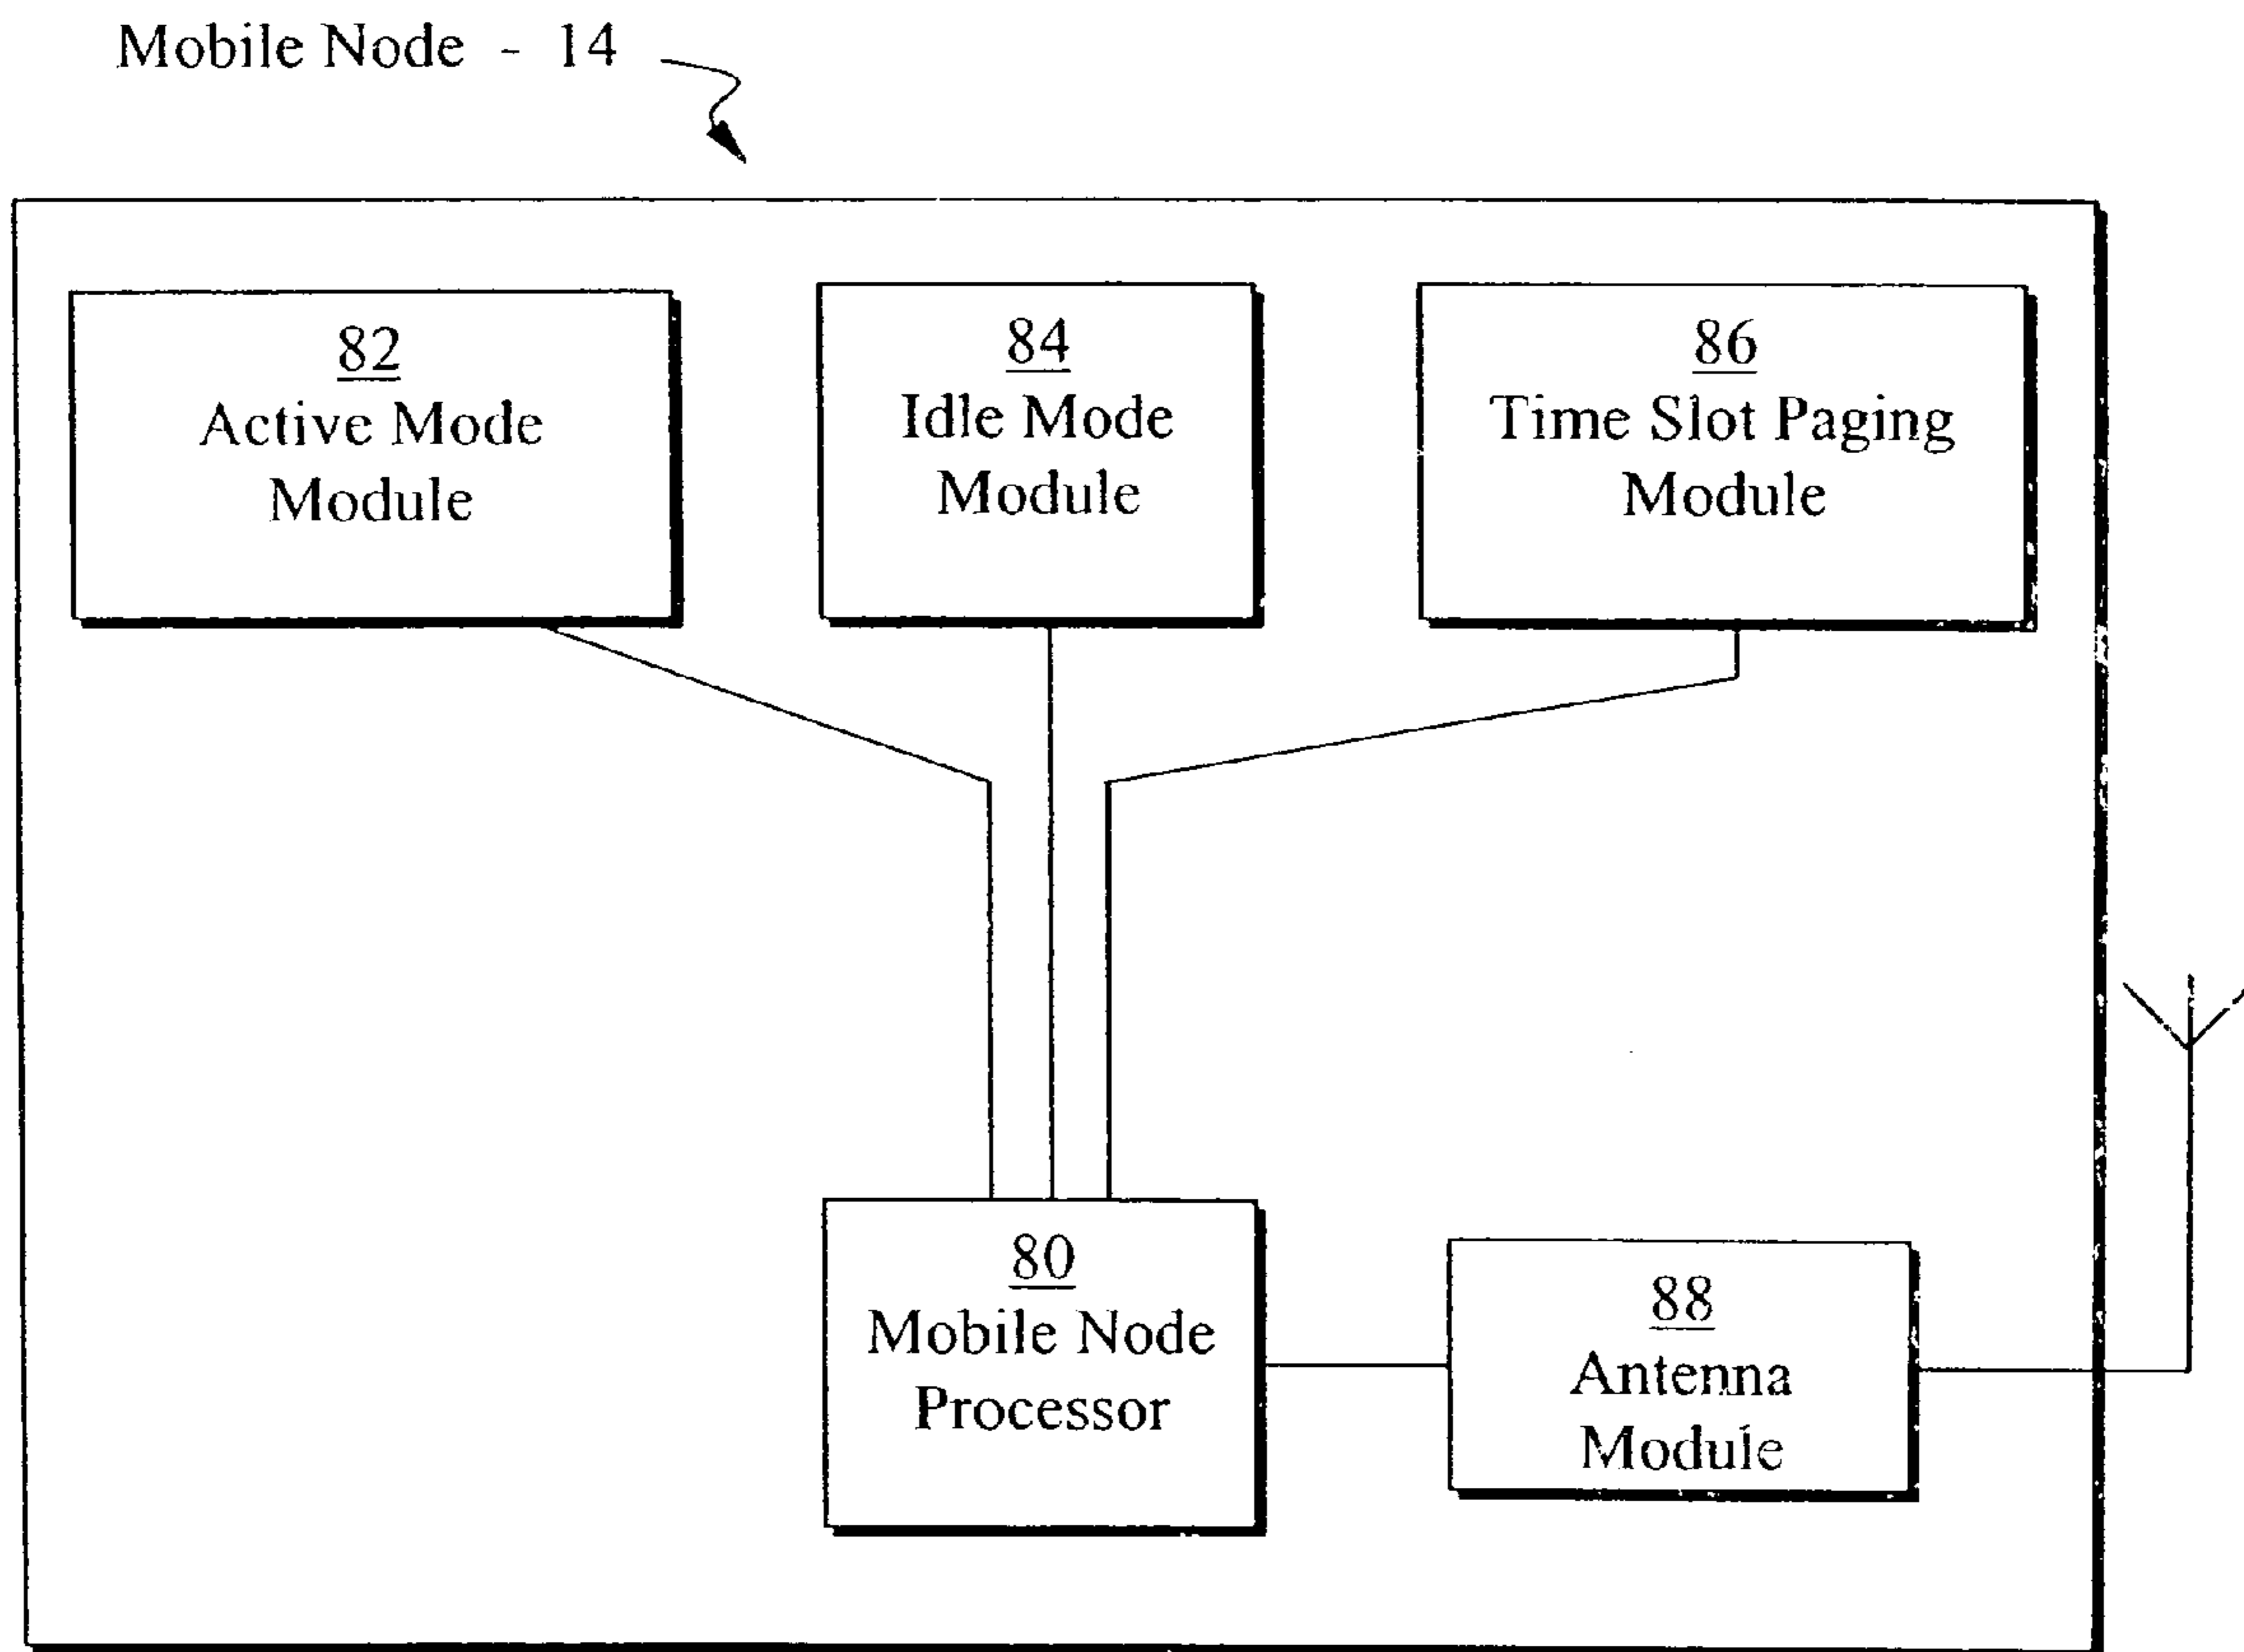 Mobile Node - 14
82
Active Mode
Module
84
Idle Mode
Module
86
Time Slot Paging
Module
80
Mobile Node
Processor
88
Antenna
Module